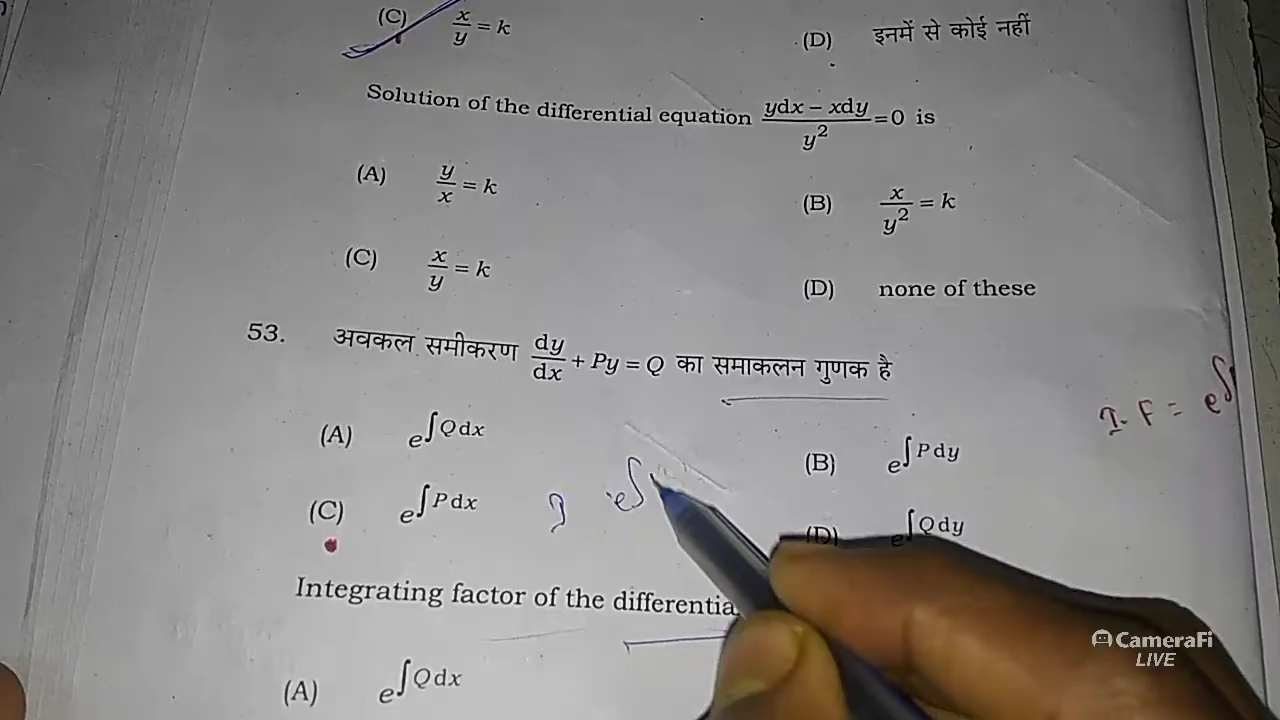 (C) x/y = k
(D) इनमें से कोई नहीं
Solution of the differential equation (ydx – xdy)/y² =0 is
(A) y/x = k
(B) x/y² = k
(C) x/y = k
(D) none of these
53. अवकल समीकरण dy/dx + Py = Q का समाकलन गुणक है
I. F = e∫
(A) e^∫Qdx
(B) e^∫Pdy
(C) e^∫Pdx
e∫
(D) e^∫Qdy
Integrating factor of the
(A) e^∫Qdx
CameraFi
LIVE